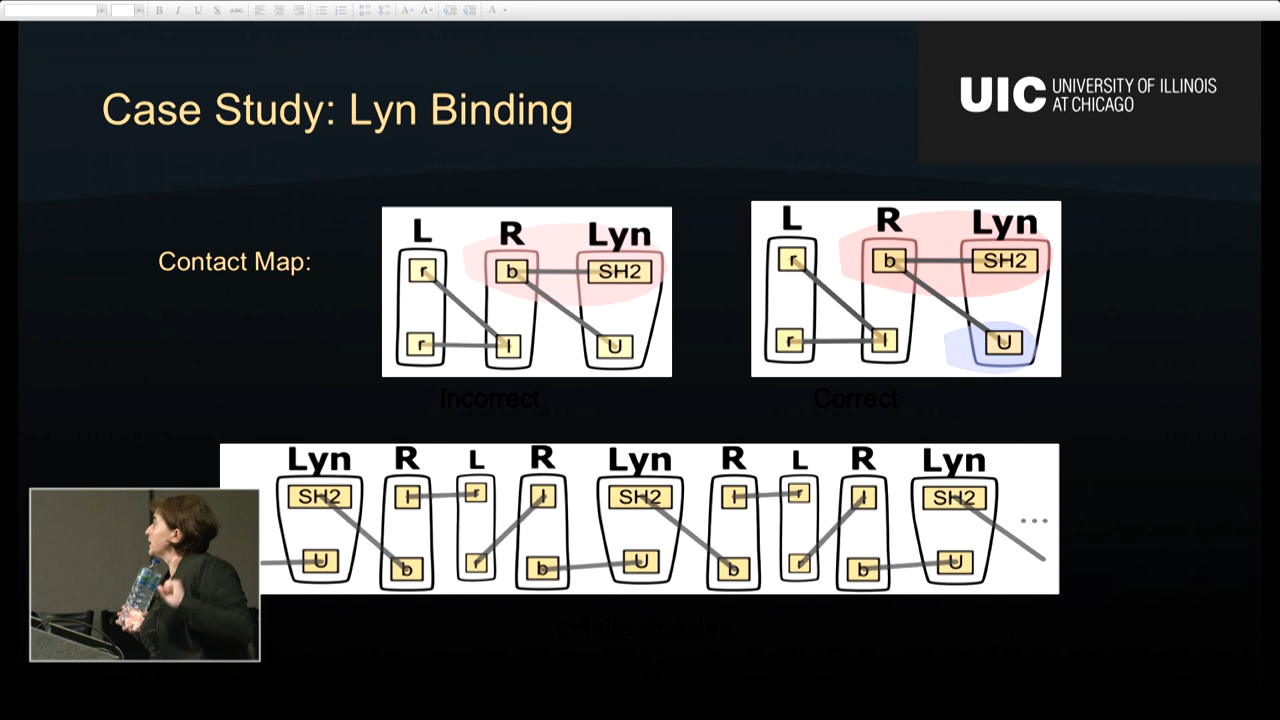 B I U S ABC A A A
Case Study: Lyn Binding
UIC UNIVERSITY OF ILLINOIS
AT CHICAGO
Contact Map:
L R Lyn
r b SH2
r l U
Incorrect
L R Lyn
r b SH2
r l U
Correct
Lyn R L R Lyn R L R Lyn
SH2 l r l SH2 l r l SH2
...
U b r b U b r b U
Infinite Species